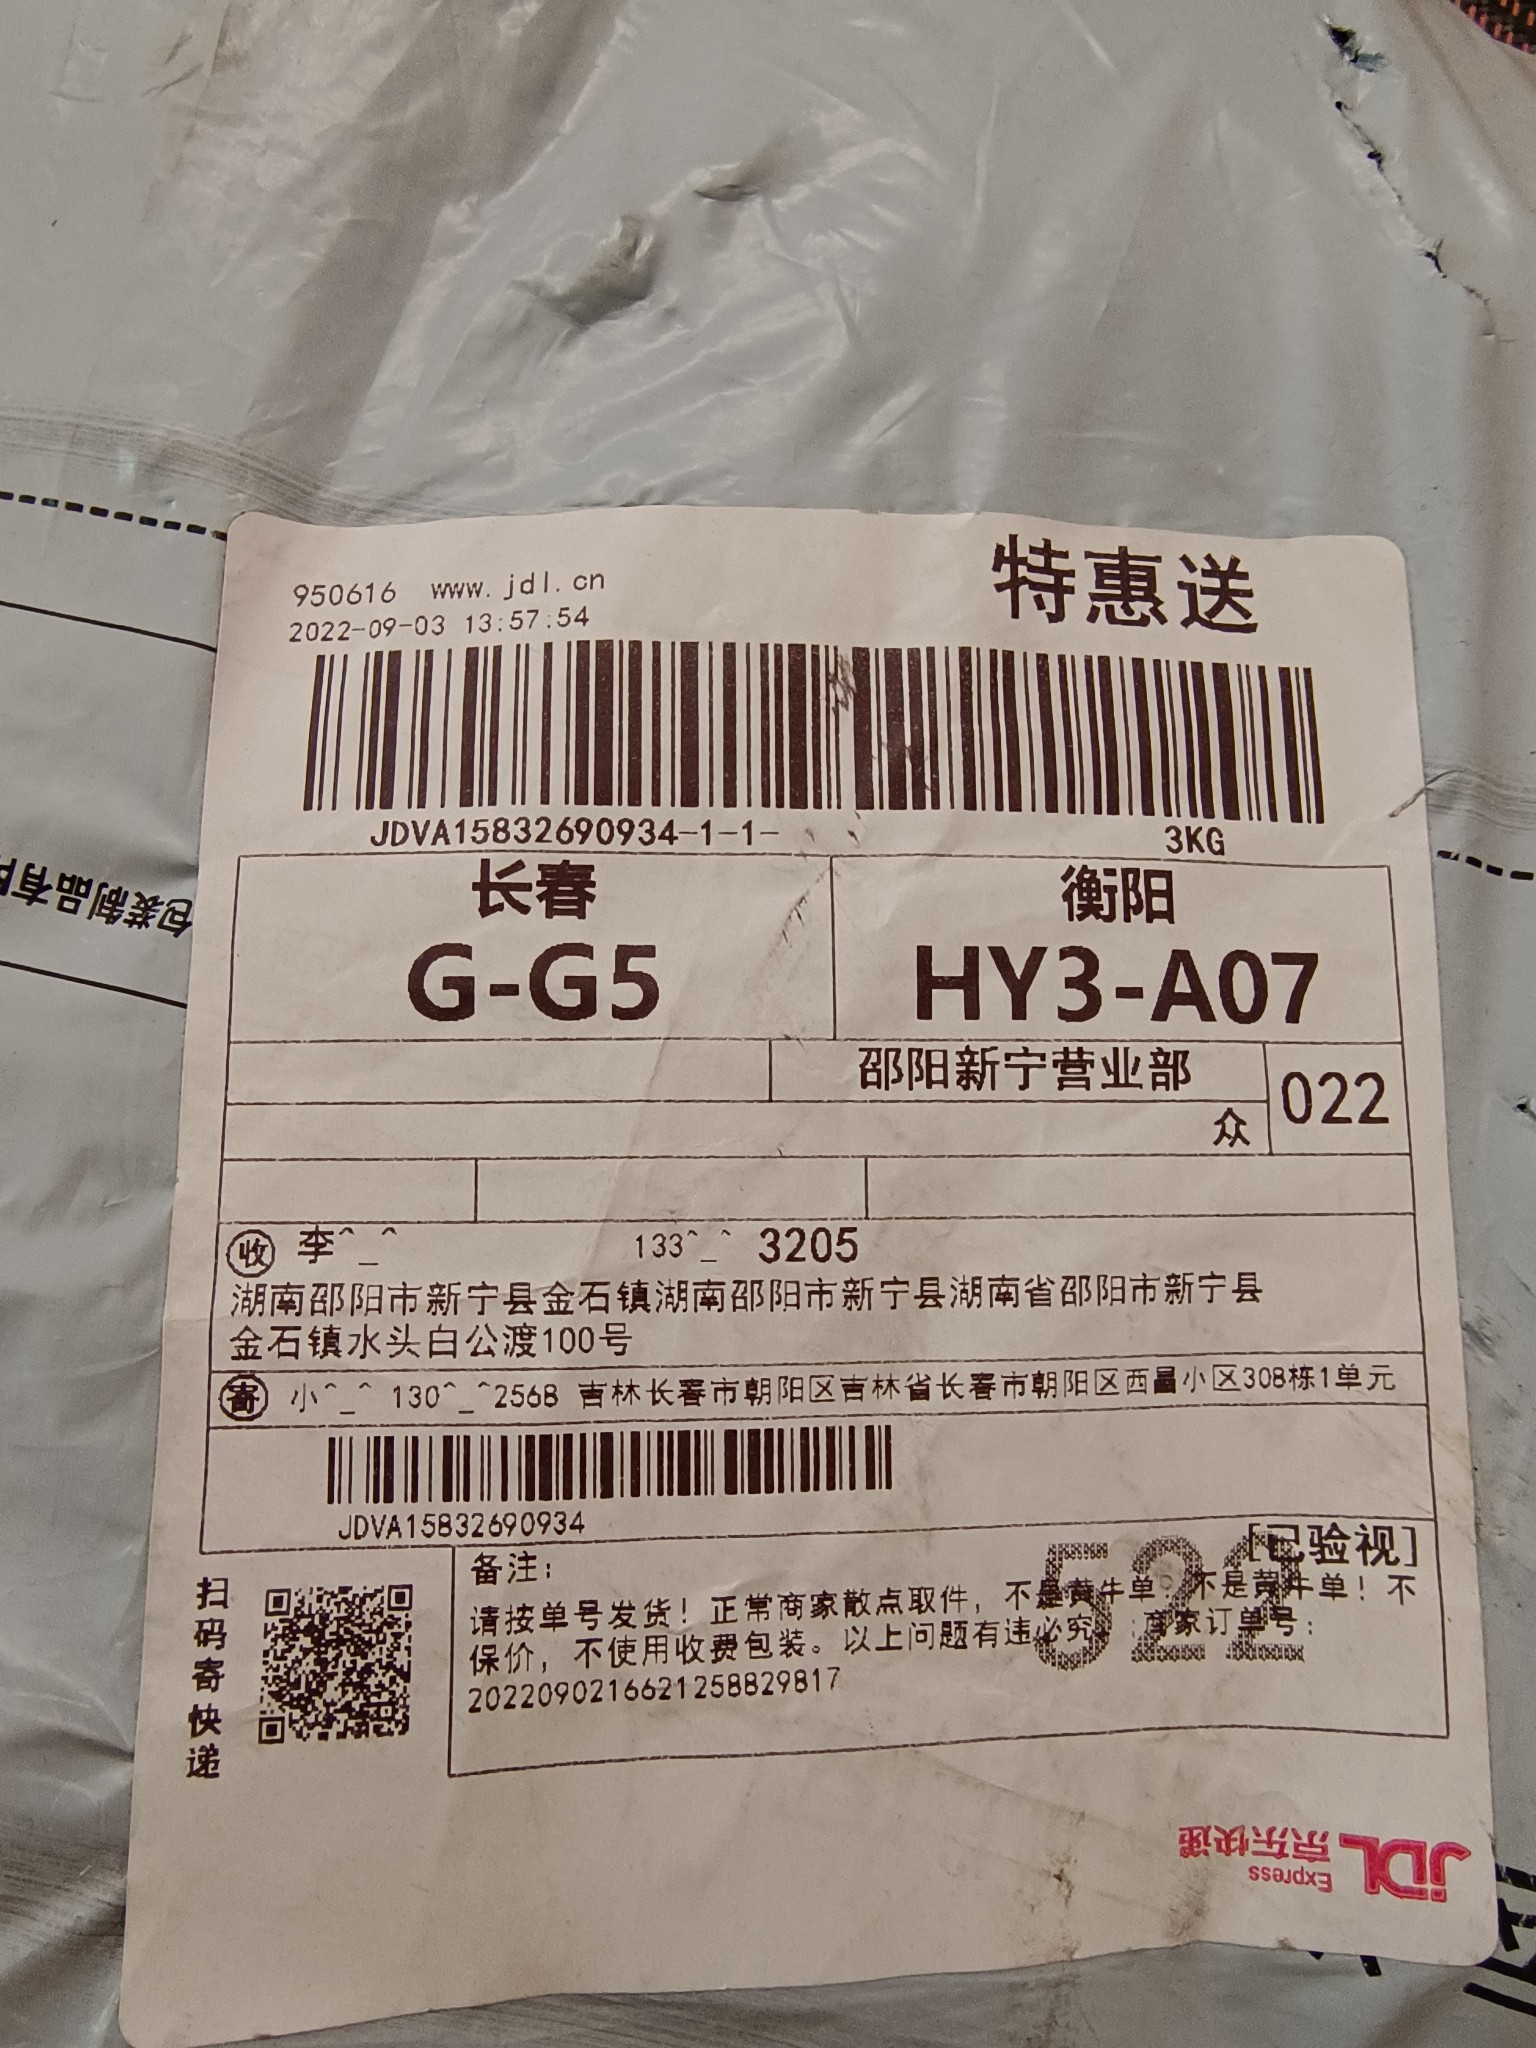 950616 www.jdl.cn
2022-09-03 13:57:54
特惠送
JDVA15832690934-1-1-
3KG
长春
衡阳
G-G5
HY3-A07
邵阳新宁营业部
022
众
收 李^_^ 133^_^ 3205
湖南邵阳市新宁县金石镇湖南邵阳市新宁县湖南省邵阳市新宁县
金石镇水头白公渡100号
寄 小^_^ 130^_^2568 吉林长春市朝阳区吉林省长春市朝阳区西昌小区308栋1单元
JDVA15832690934
扫码寄快递
备注:
[已验视]
522
请按单号发货！正常商家散点取件，不是黄牛单。不是黄牛单！不
保价，不使用收费包装。以上问题有违必究 商家订单号:
2022090216621258829817
JDL 京东快递
Express
包装制品有